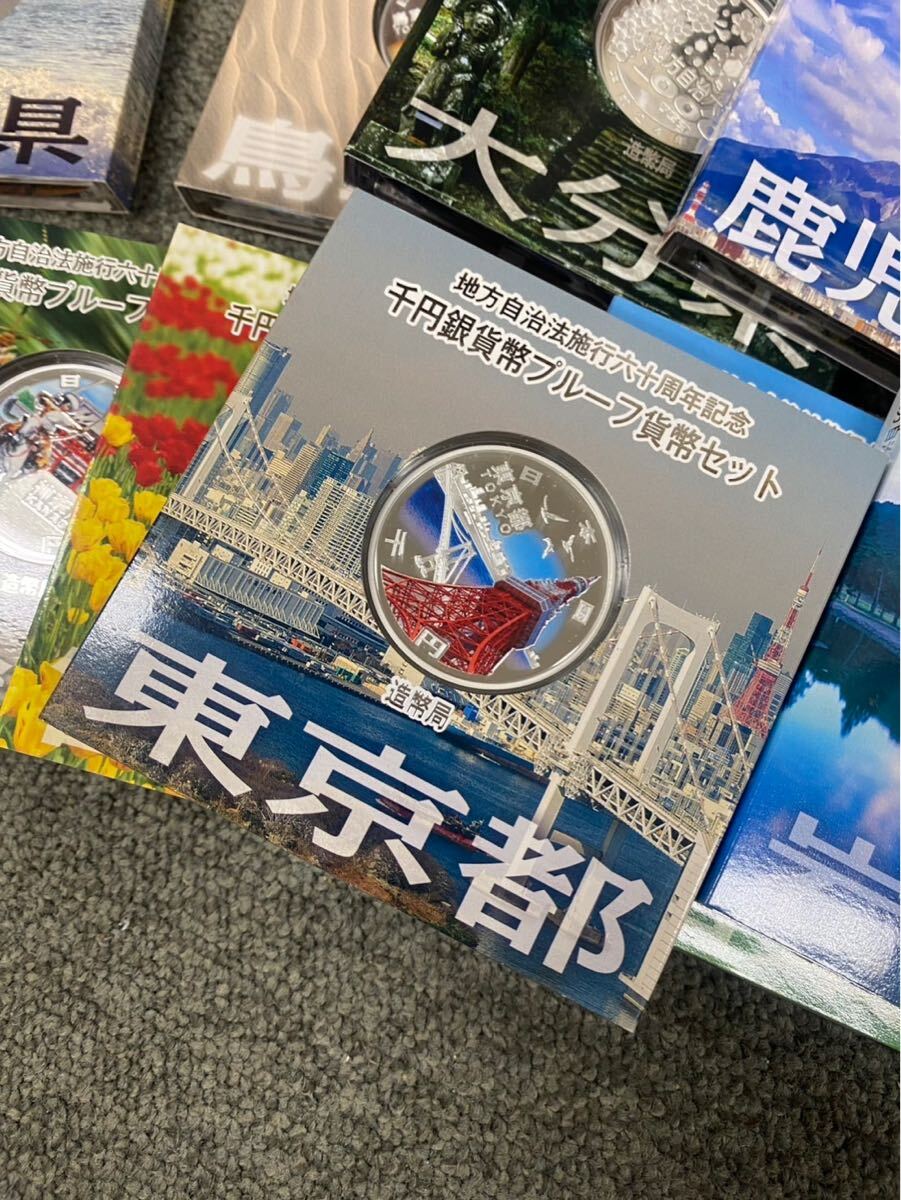 県
鳥
大分県
造幣局
鹿児
方自治法施行六十
貨幣プルーフ
日
千円
地方自治法施行六十周年記念
千円銀貨幣プルーフ貨幣セット
日本国
東京都
TOKYO
千円
造幣局
東京都